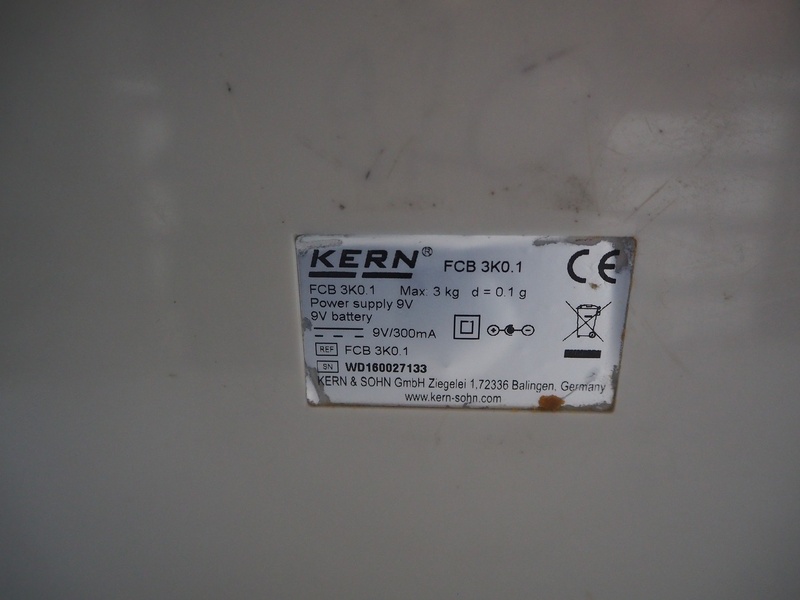 KERN® FCB 3K0.1 CE
FCB 3K0.1 Max. 3 kg d = 0.1 g
Power supply 9V
9V battery
9V/300mA
REF FCB 3K0.1
SN WD160027133
KERN & SOHN GmbH Ziegelei 1.72336 Balingen, Germany
www.kern-sohn.com